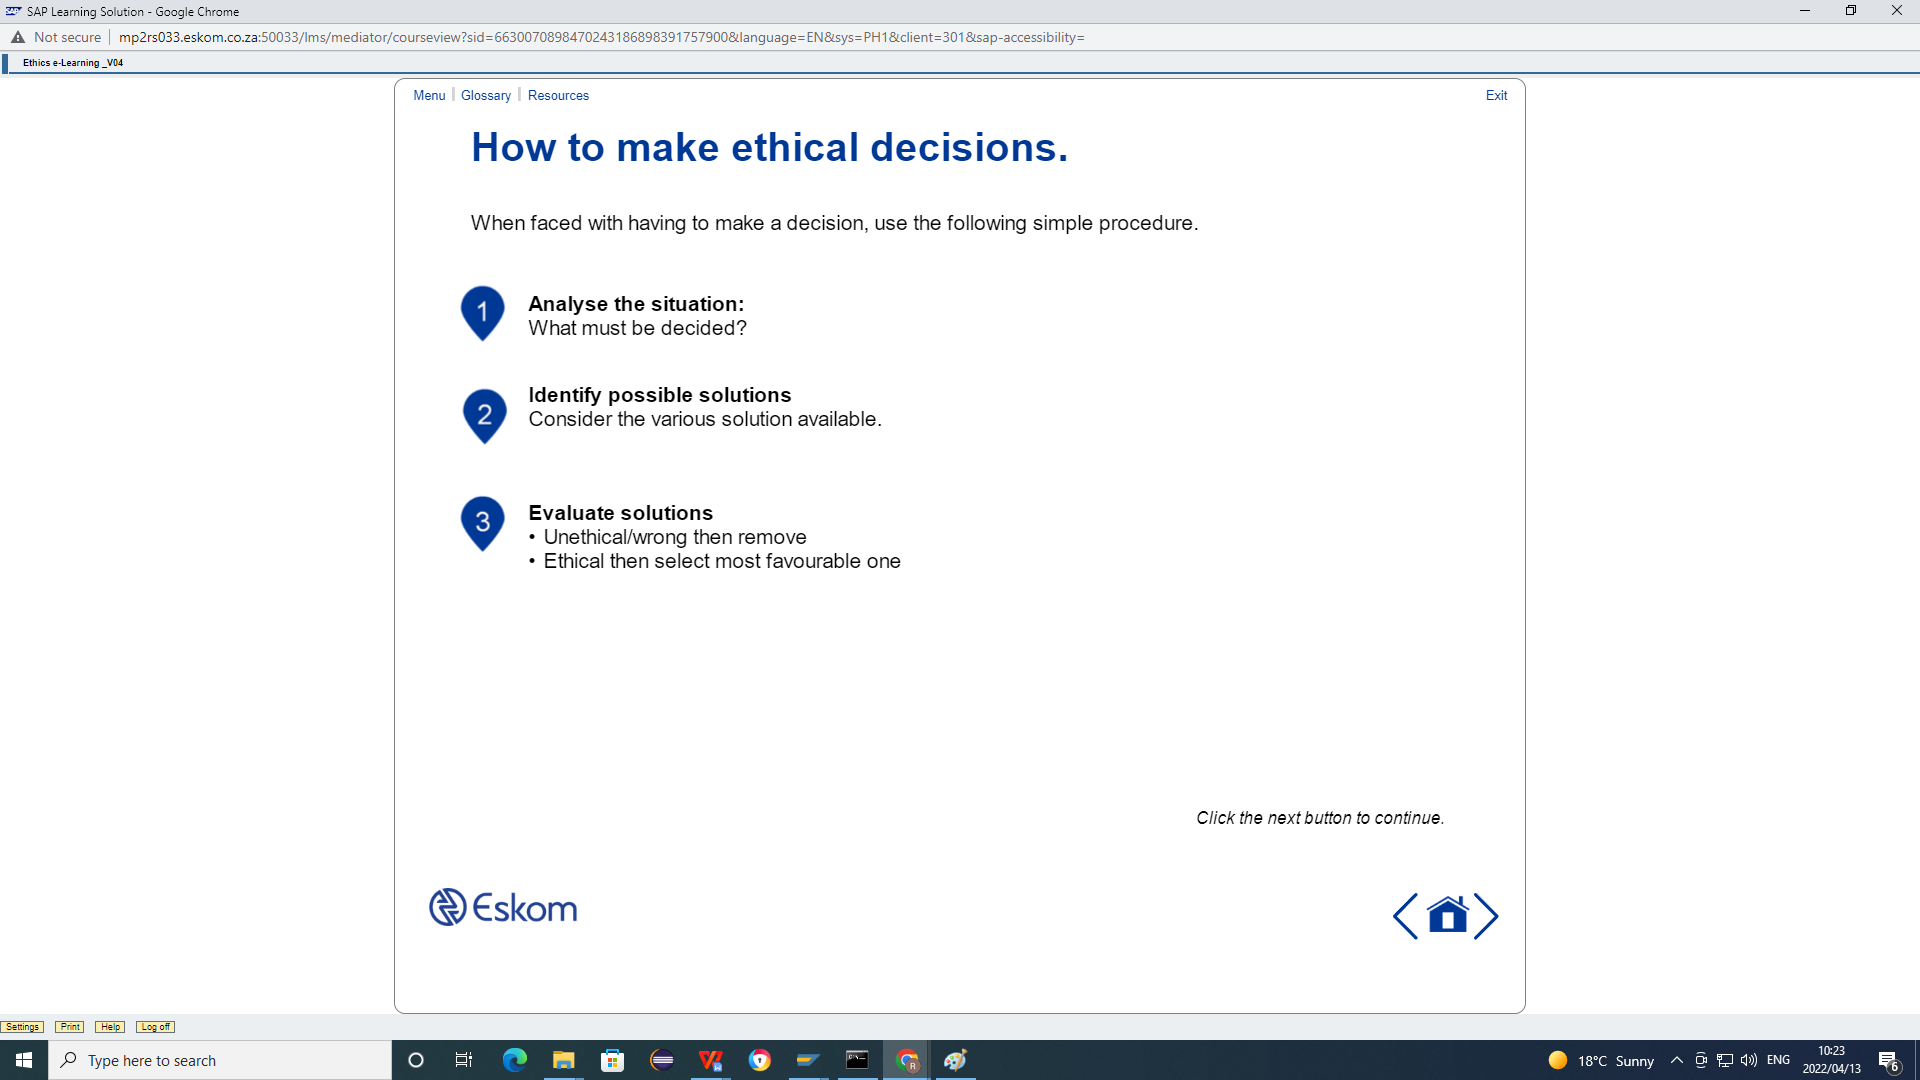 SAP Learning Solution - Google Chrome
Not secure mp2rs033.eskom.co.za:50033/lms/mediator/courseview?sid=6630070898470243186898391757900&language=EN&sys=PH1&client=301&sap-accessibility=
Ethics e-Learning _V04
Menu Glossary Resources Exit
How to make ethical decisions.
When faced with having to make a decision, use the following simple procedure.
1 Analyse the situation:
What must be decided?
2 Identify possible solutions
Consider the various solution available.
3 Evaluate solutions
• Unethical/wrong then remove
• Ethical then select most favourable one
Click the next button to continue.
Eskom
Settings Print Help Log off
Type here to search
18°C Sunny ENG 10:23
2022/04/13
6